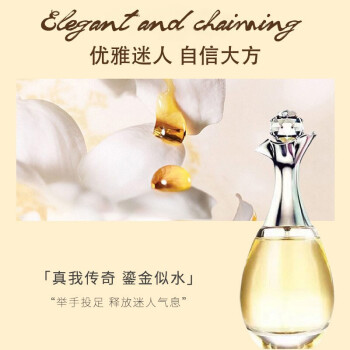 Elegant and chaiming
优雅迷人 自信大方
「真我传奇 鎏金似水」
“举手投足 释放迷人气息”